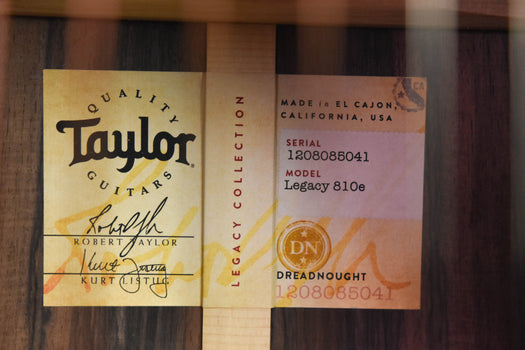 QUALITY
Taylor
GUITARS
ROBERT TAYLOR
KURT LISTUG
LEGACY COLLECTION
MADE in EL CAJON,
CALIFORNIA, USA
CA
SERIAL
1208085041
MODEL
Legacy 810e
DN
DREADNOUGHT
1208085041